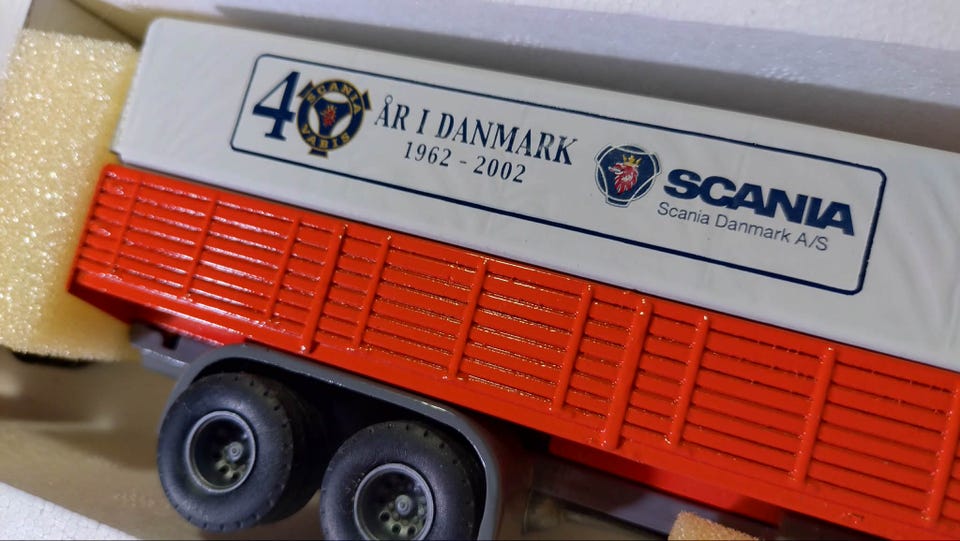 40 ÅR I DANMARK
1962 - 2002
SCANIA
VABIS
SCANIA
Scania Danmark A/S